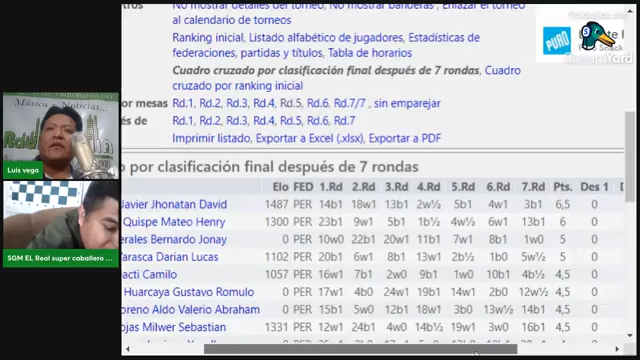 No mostrar detalles del torneo, No mostrar banderas , Enlazar el torneo
al calendario de torneos
Ranking inicial, Listado alfabético de jugadores, Estadísticas de
federaciones, partidas y títulos, Tabla de horarios
Cuadro cruzado por clasificación final después de 7 rondas, Cuadro
cruzado por ranking inicial
por mesas Rd.1, Rd.2, Rd.3, Rd.4, Rd.5, Rd.6, Rd.7/7 , sin emparejar
s de Rd.1, Rd.2, Rd.3, Rd.4, Rd.5, Rd.6, Rd.7
Imprimir listado, Exportar a Excel (.xlsx), Exportar a PDF
o por clasificación final después de 7 rondas
Elo FED 1.Rd 2.Rd 3.Rd 4.Rd 5.Rd 6.Rd 7.Rd Pts. Des 1 D
Javier Jhonatan David 1487 PER 14b1 18w1 13b1 2w½ 5b1 4w1 3b1 6,5 0
Quispe Mateo Henry 1300 PER 23b1 9w1 5b1 1b½ 4w½ 6w1 13b1 6 0
erales Bernardo Jonay 0 PER 10w0 22b1 20w1 11b1 7w1 8b1 1w0 5 0
arasca Darian Lucas 1102 PER 20b1 6w1 8b1 13w1 2b½ 1b0 5w½ 5 0
acti Camilo 1057 PER 16w1 7b1 2w0 9b1 1w0 10b1 4b½ 4,5 0
Huarcaya Gustavo Romulo 0 PER 17w1 4b0 24w1 19b1 14w1 2b0 12w½ 4,5 0
oreno Aldo Valerio Abraham 0 PER 15b1 5w0 12b1 18w1 3b0 13w½ 14b1 4,5 0
ojas Milwer Sebastian 1331 PER 12w1 24b1 4w0 14b½ 19w1 3w0 16b1 4,5 0
PURO
Música y Noticias...
Luis vega
SGM EL Real super caballero ...